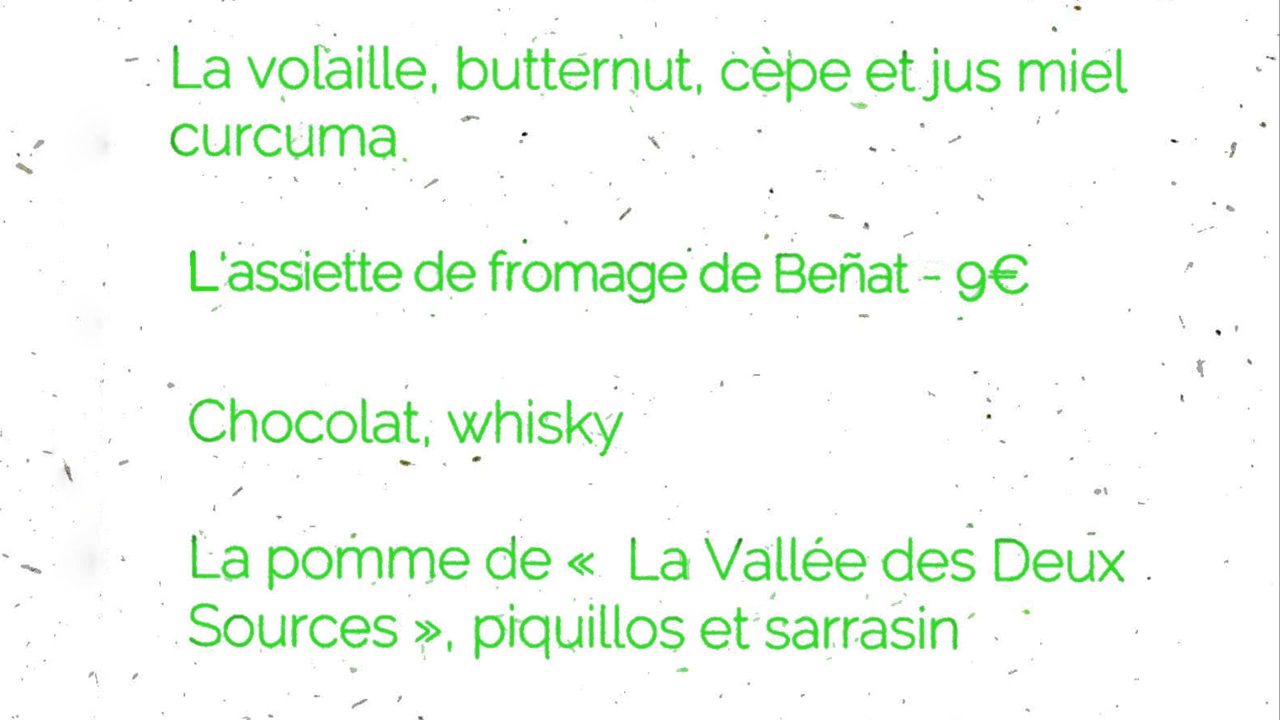 La volaille, butternut, cèpe et jus miel
curcuma
L'assiette de fromage de Beñat - 9€
Chocolat, whisky
La pomme de «  La Vallée des Deux
Sources », piquillos et sarrasin